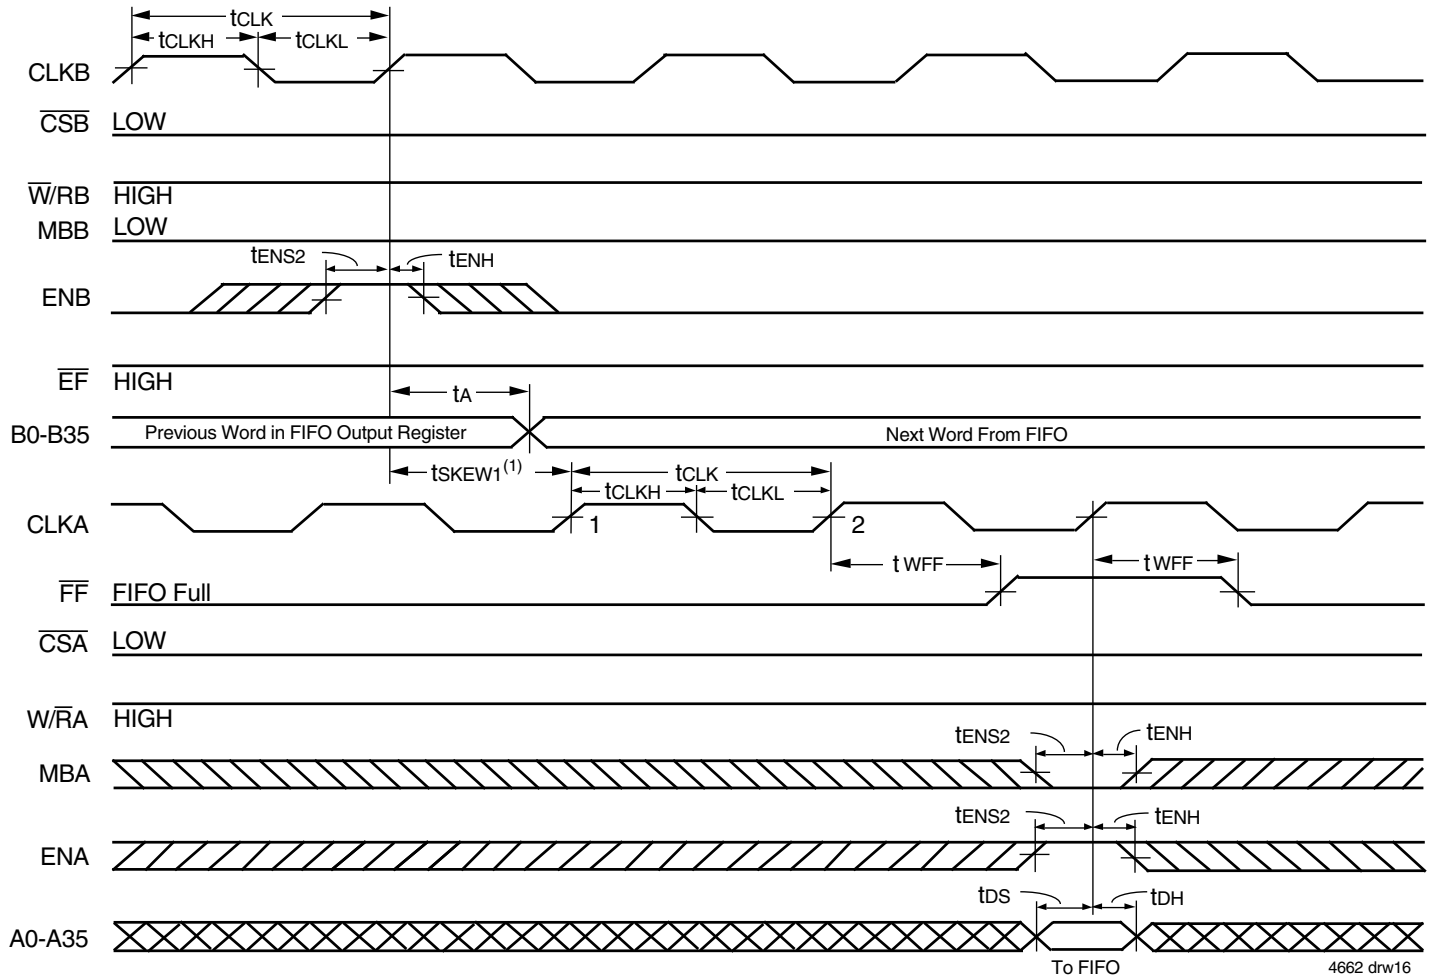 tCLK
tCLKH tCLKL
CLKB
CSB LOW
W/RB HIGH
MBB LOW
tENS2 tENH
ENB
EF HIGH
tA
B0-B35 Previous Word in FIFO Output Register Next Word From FIFO
tSKEW1(1) tCLK
tCLKH tCLKL
CLKA 1 2
tWFF tWFF
FF FIFO Full
CSA LOW
W/RA HIGH
tENS2 tENH
MBA
tENS2 tENH
ENA
tDS tDH
A0-A35
To FIFO 4662 drw16